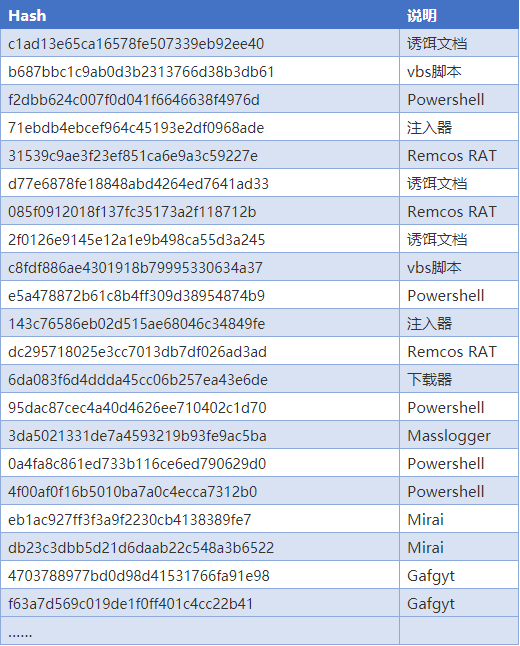 Hash 说明
c1ad13e65ca16578fe507339eb92ee40 诱饵文档
b687bbc1c9ab0d3b2313766d38b3db61 vbs脚本
f2dbb624c007f0d041f6646638f4976d Powershell
71ebdb4ebcef964c45193e2df0968ade 注入器
31539c9ae3f23ef851ca6e9a3c59227e Remcos RAT
d77e6878fe18848abd4264ed7641ad33 诱饵文档
085f0912018f137fc35173a2f118712b Remcos RAT
2f0126e9145e12a1e9b498ca55d3a245 诱饵文档
c8fdf886ae4301918b79995330634a37 vbs脚本
e5a478872b61c8b4ff309d38954874b9 Powershell
143c76586eb02d515ae68046c34849fe 注入器
dc295718025e3cc7013db7df026ad3ad Remcos RAT
6da083f6d4ddda45cc06b257ea43e6de 下载器
95dac87cec4a40d4626ee710402c1d70 Powershell
3da5021331de7a4593219b93fe9ac5ba Masslogger
0a4fa8c861ed733b116ce6ed790629d0 Powershell
4f00af0f16b5010ba7a0c4ecca7312b0 Powershell
eb1ac927ff3f3a9f2230cb4138389fe7 Mirai
db23c3dbb5d21d6daab22c548a3b6522 Mirai
4703788977bd0d98d41531766fa91e98 Gafgyt
f63a7d569c019de1f0ff401c4cc22b41 Gafgyt
......